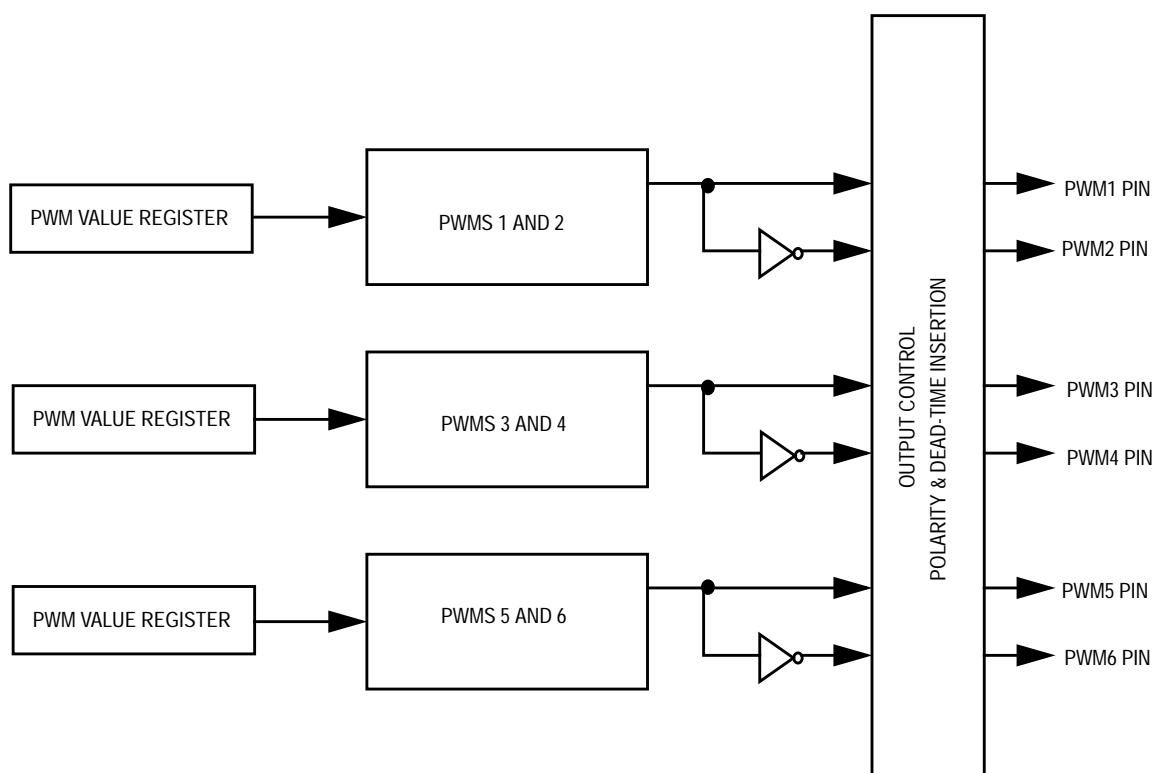 PWM VALUE REGISTER
PWMS 1 AND 2
PWM1 PIN
PWM2 PIN
PWM VALUE REGISTER
PWMS 3 AND 4
OUTPUT CONTROL
POLARITY & DEAD-TIME INSERTION
PWM3 PIN
PWM4 PIN
PWM VALUE REGISTER
PWMS 5 AND 6
PWM5 PIN
PWM6 PIN